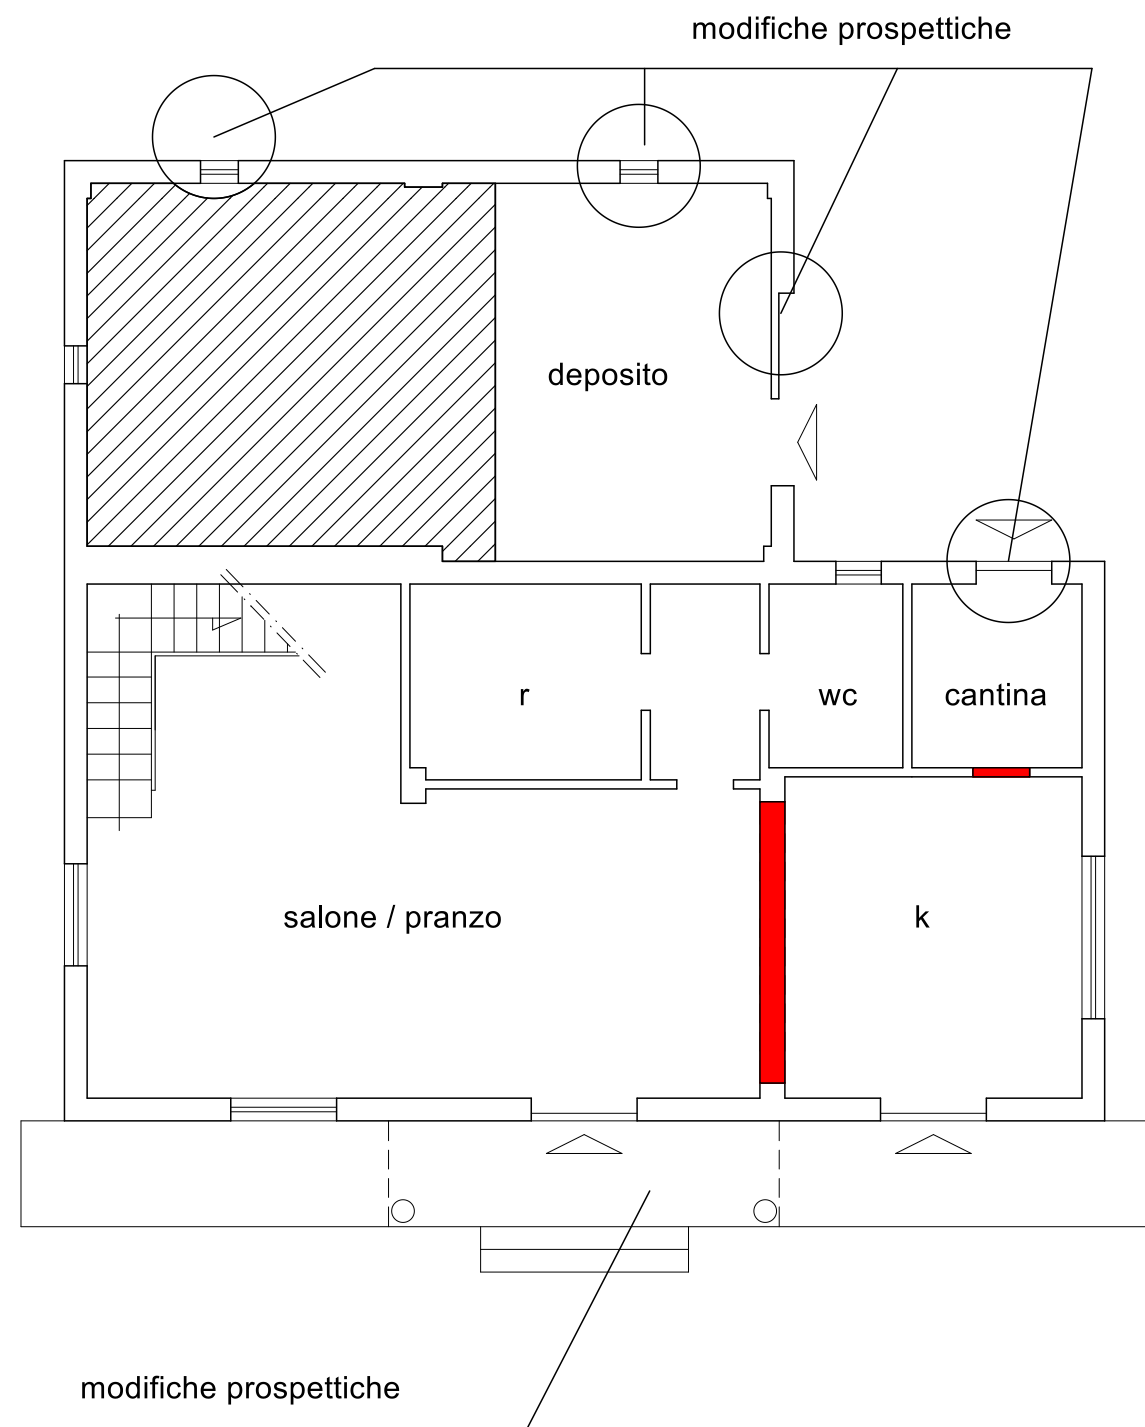 modifiche prospettiche
deposito
r
wc
cantina
salone / pranzo
k
modifiche prospettiche